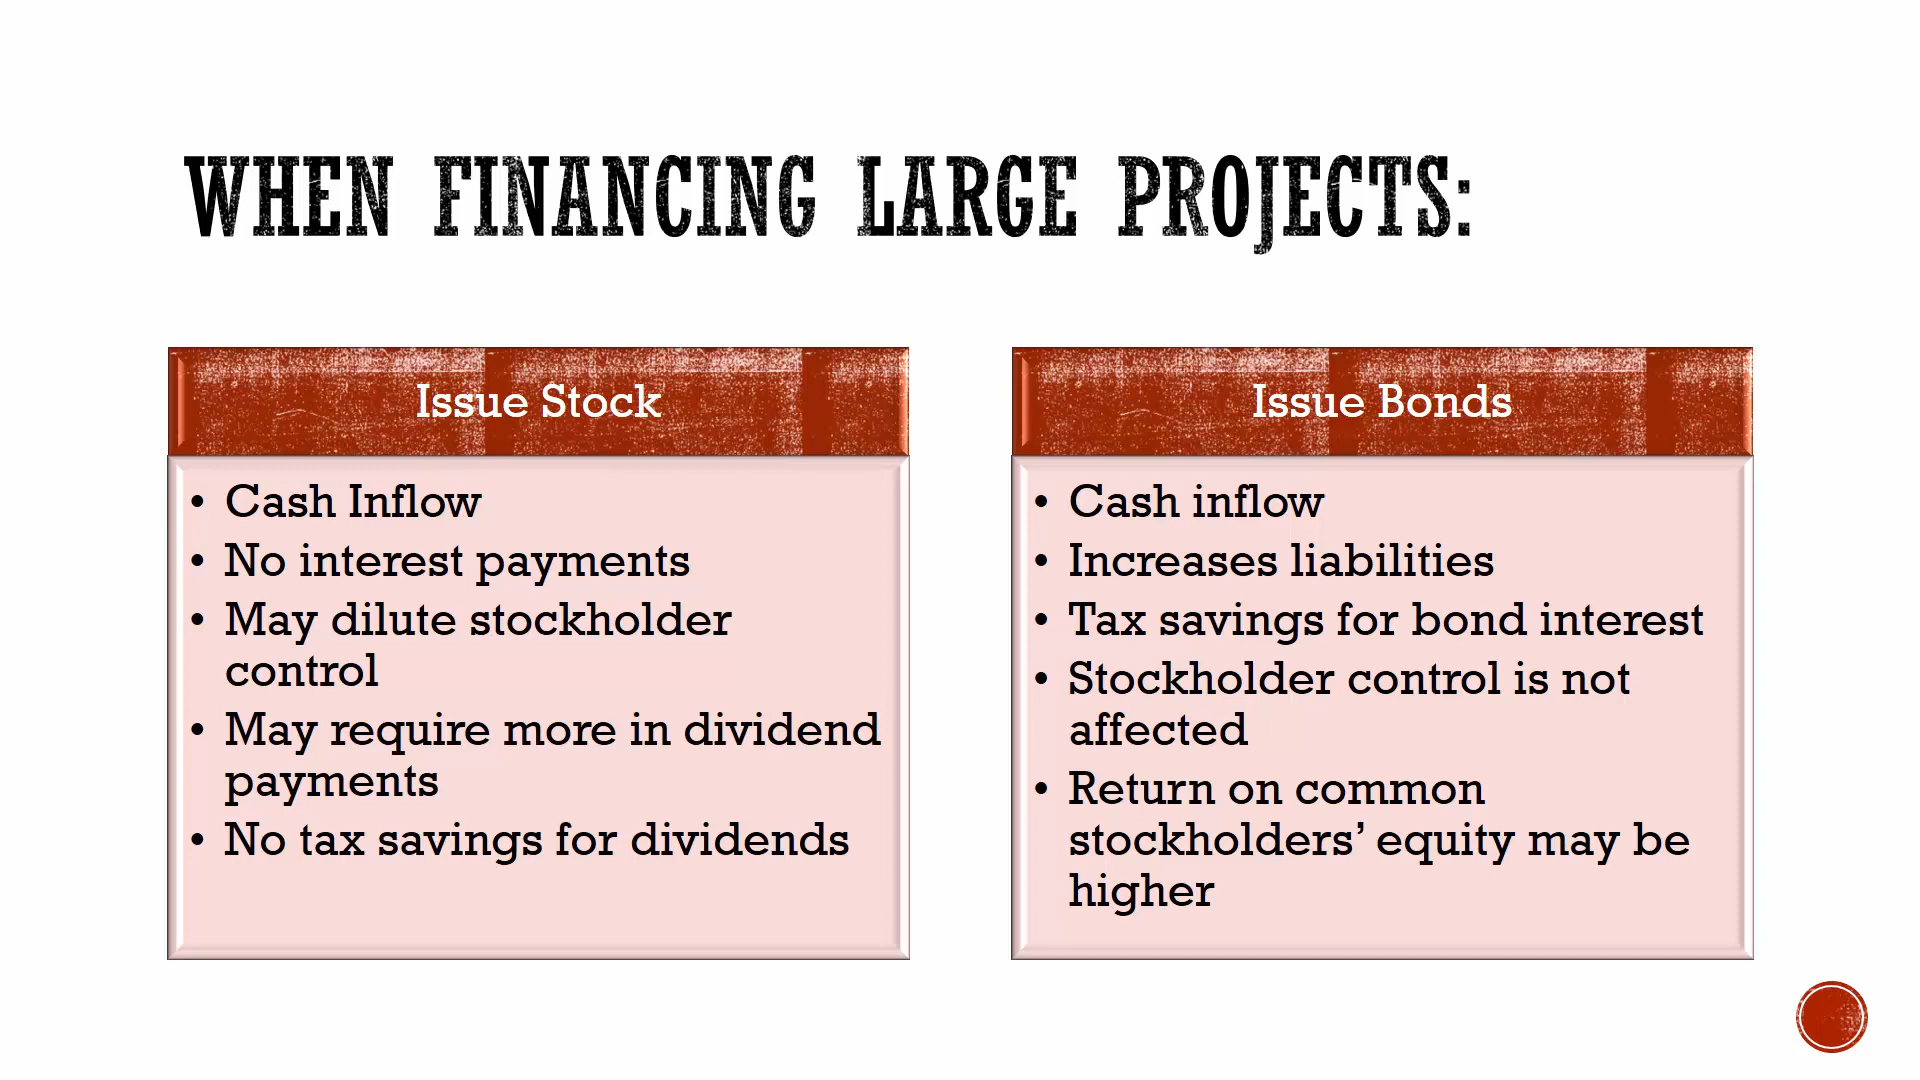 WHEN FINANCING LARGE PROJECTS:
Issue Stock
• Cash Inflow
• No interest payments
• May dilute stockholder
control
• May require more in dividend
payments
• No tax savings for dividends
Issue Bonds
• Cash inflow
• Increases liabilities
• Tax savings for bond interest
• Stockholder control is not
affected
• Return on common
stockholders’ equity may be
higher